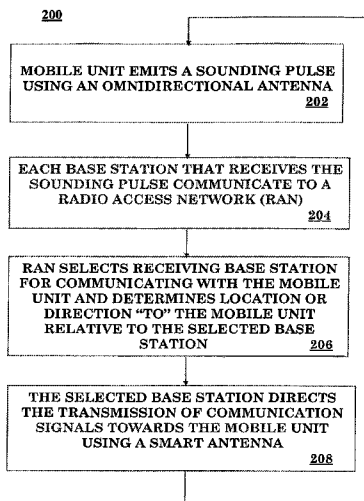 200
MOBILE UNIT EMITS A SOUNDING PULSE
USING AN OMNIDIRECTIONAL ANTENNA
202
EACH BASE STATION THAT RECEIVES THE
SOUNDING PULSE COMMUNICATE TO A
RADIO ACCESS NETWORK (RAN)
204
RAN SELECTS RECEIVING BASE STATION
FOR COMMUNICATING WITH THE MOBILE
UNIT AND DETERMINES LOCATION OR
DIRECTION "TO" THE MOBILE UNIT
RELATIVE TO THE SELECTED BASE
STATION
206
THE SELECTED BASE STATION DIRECTS
THE TRANSMISSION OF COMMUNICATION
SIGNALS TOWARDS THE MOBILE UNIT
USING A SMART ANTENNA
208